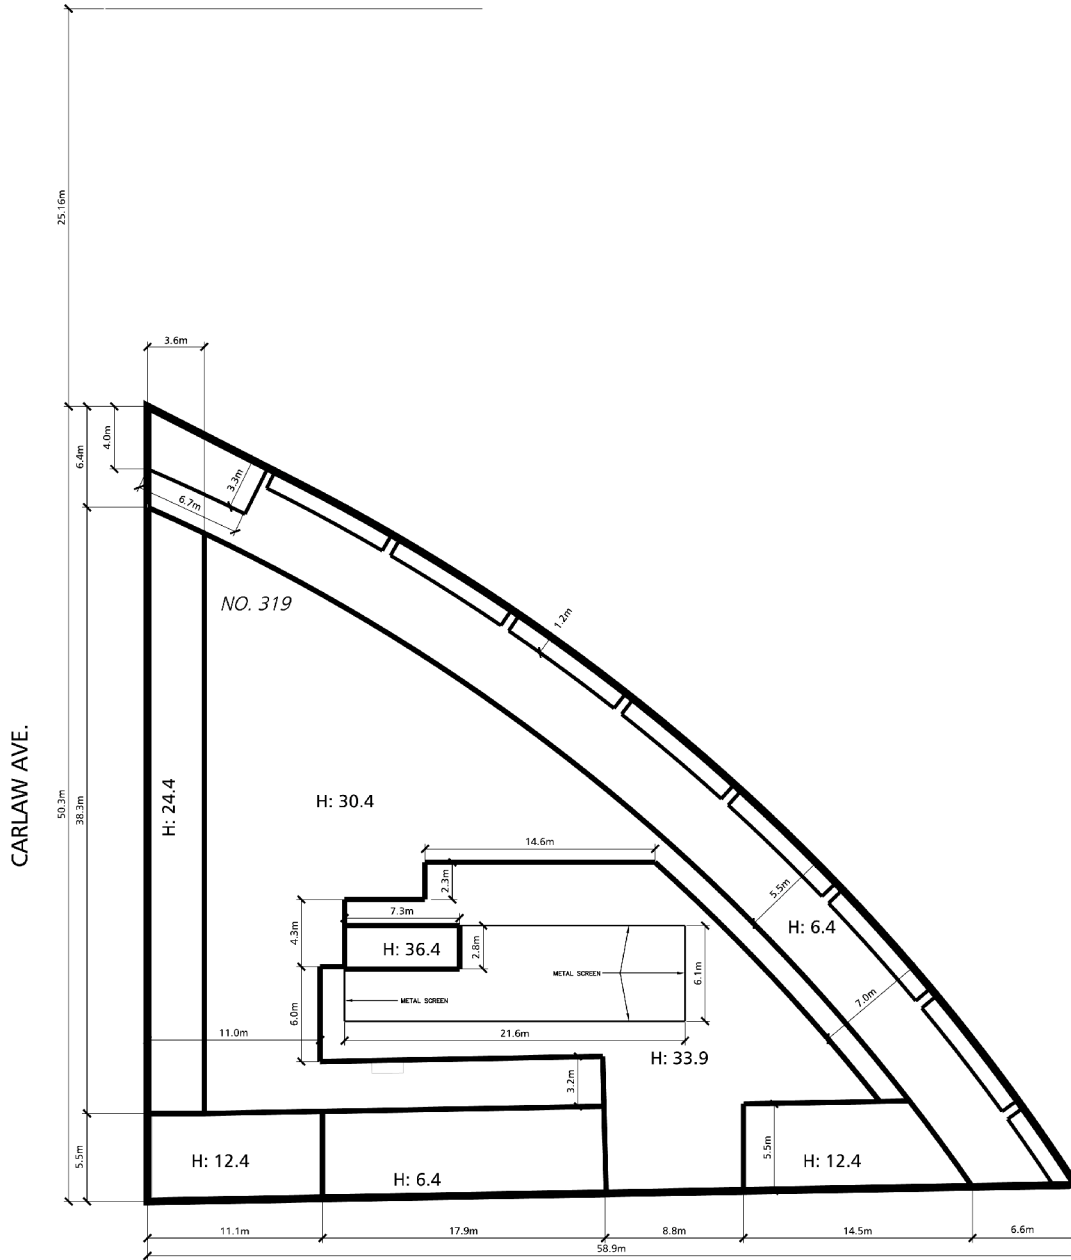 25.16m
3.6m
4.0m
6.4m
3.3m
6.7m
NO. 319
1.2m
CARLAW AVE.
50.3m
38.3m
H: 24.4
H: 30.4
14.6m
2.3m
5.5m
7.3m
4.3m
H: 36.4
2.8m
H: 6.4
METAL SCREEN
6.1m
METAL SCREEN
7.0m
6.0m
11.0m
21.6m
H: 33.9
3.2m
5.5m
H: 12.4
H: 6.4
5.5m
H: 12.4
11.1m
17.9m
8.8m
14.5m
6.6m
58.9m